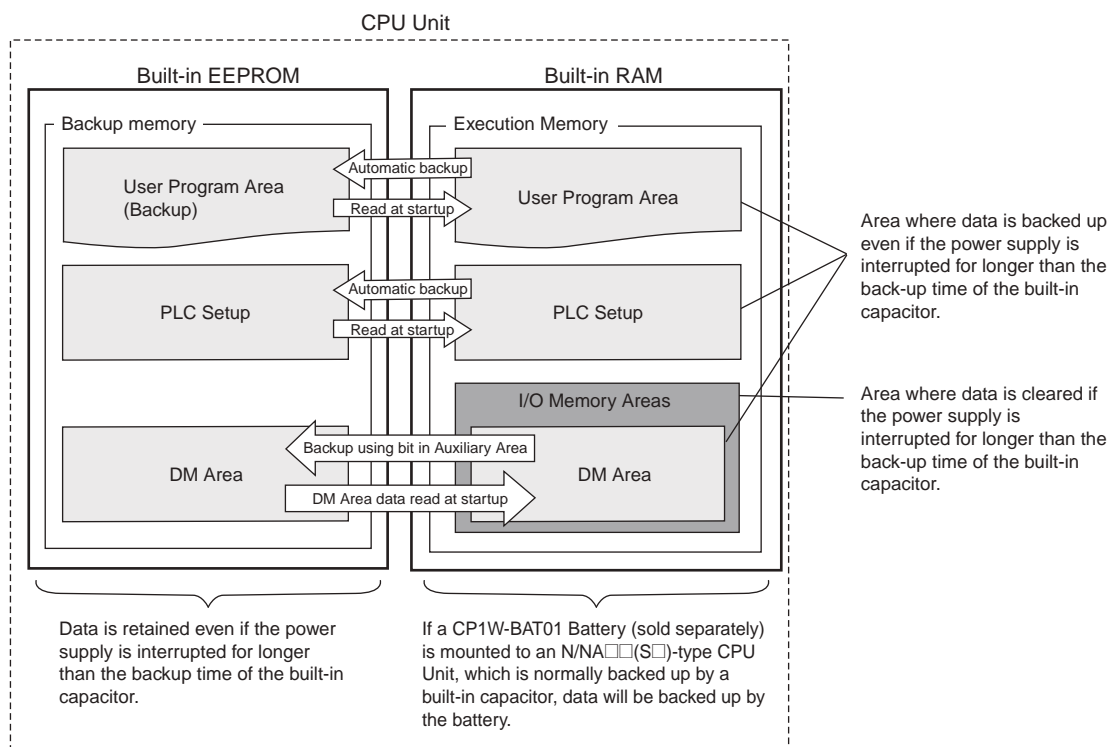 CPU Unit
Built-in EEPROM
Built-in RAM
Backup memory
Execution Memory
User Program Area
(Backup)
Automatic backup
Read at startup
User Program Area
PLC Setup
Automatic backup
Read at startup
PLC Setup
I/O Memory Areas
DM Area
Backup using bit in Auxiliary Area
DM Area data read at startup
DM Area
Area where data is backed up
even if the power supply is
interrupted for longer than the
back-up time of the built-in
capacitor.
Area where data is cleared if
the power supply is
interrupted for longer than the
back-up time of the built-in
capacitor.
Data is retained even if the power
supply is interrupted for longer
than the backup time of the built-in
capacitor.
If a CP1W-BAT01 Battery (sold separately)
is mounted to an N/NA□□(S□)-type CPU
Unit, which is normally backed up by a
built-in capacitor, data will be backed up by
the battery.